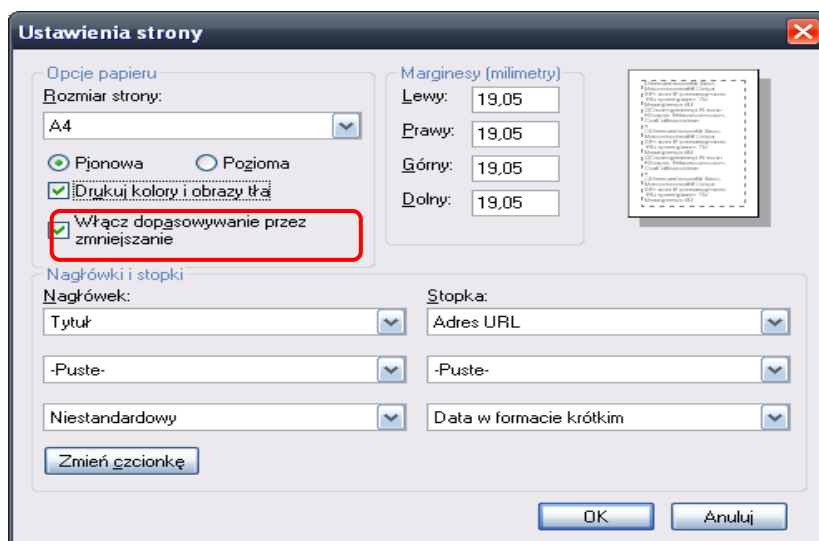 Ustawienia strony
Opcje papieru
Rozmiar strony:
A4
Pionowa
Pozioma
Drukuj kolory i obrazy tła
Włącz dopasowywanie przez
zmniejszanie
Marginesy (milimetry)
Lewy: 19,05
Prawy: 19,05
Górny: 19,05
Dolny: 19,05
Nagłówki i stopki
Nagłówek:
Tytuł
-Puste-
Niestandardowy
Stopka:
Adres URL
-Puste-
Data w formacie krótkim
Zmień czcionkę
OK
Anuluj